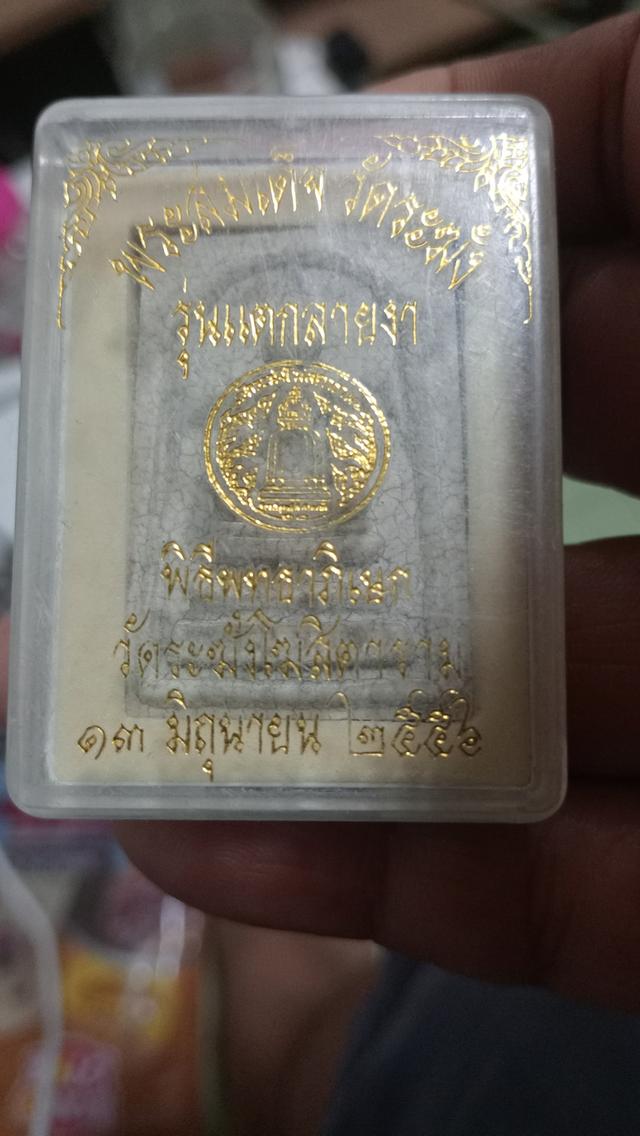 พระสมเด็จ วัดระฆัง
รุ่นแตกลายงา
พิธีพุทธาภิเษก
วัดระฆังโฆสิตาราม
๑๓ มิถุนายน ๒๕๕๖